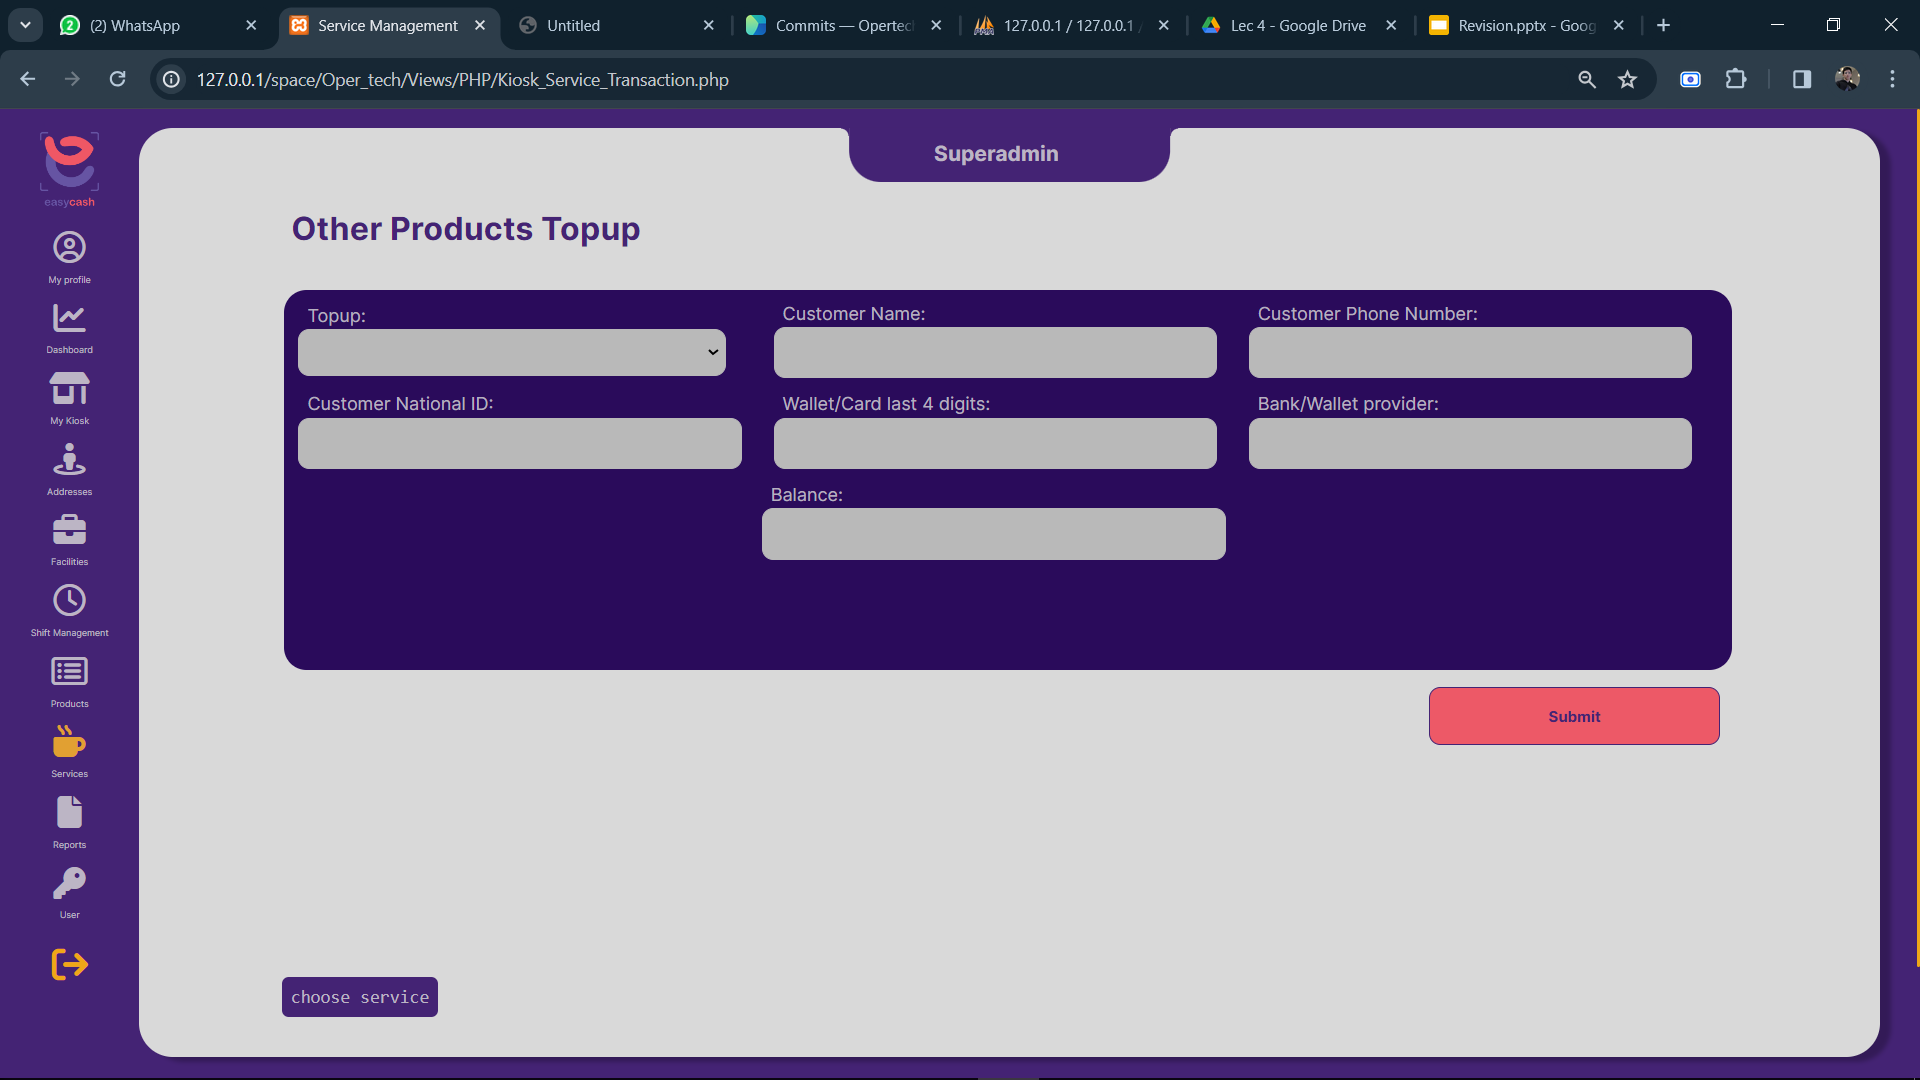 (2) WhatsApp
Service Management
Untitled
Commits — Opertec
127.0.0.1 / 127.0.0.1 /
Lec 4 - Google Drive
Revision.pptx - Goog
127.0.0.1/space/Oper_tech/Views/PHP/Kiosk_Service_Transaction.php
easycash
My profile
Dashboard
My Kiosk
Addresses
Facilities
Shift Management
Products
Services
Reports
User
Superadmin
Other Products Topup
Topup:
Customer Name:
Customer Phone Number:
Customer National ID:
Wallet/Card last 4 digits:
Bank/Wallet provider:
Balance:
Submit
choose service